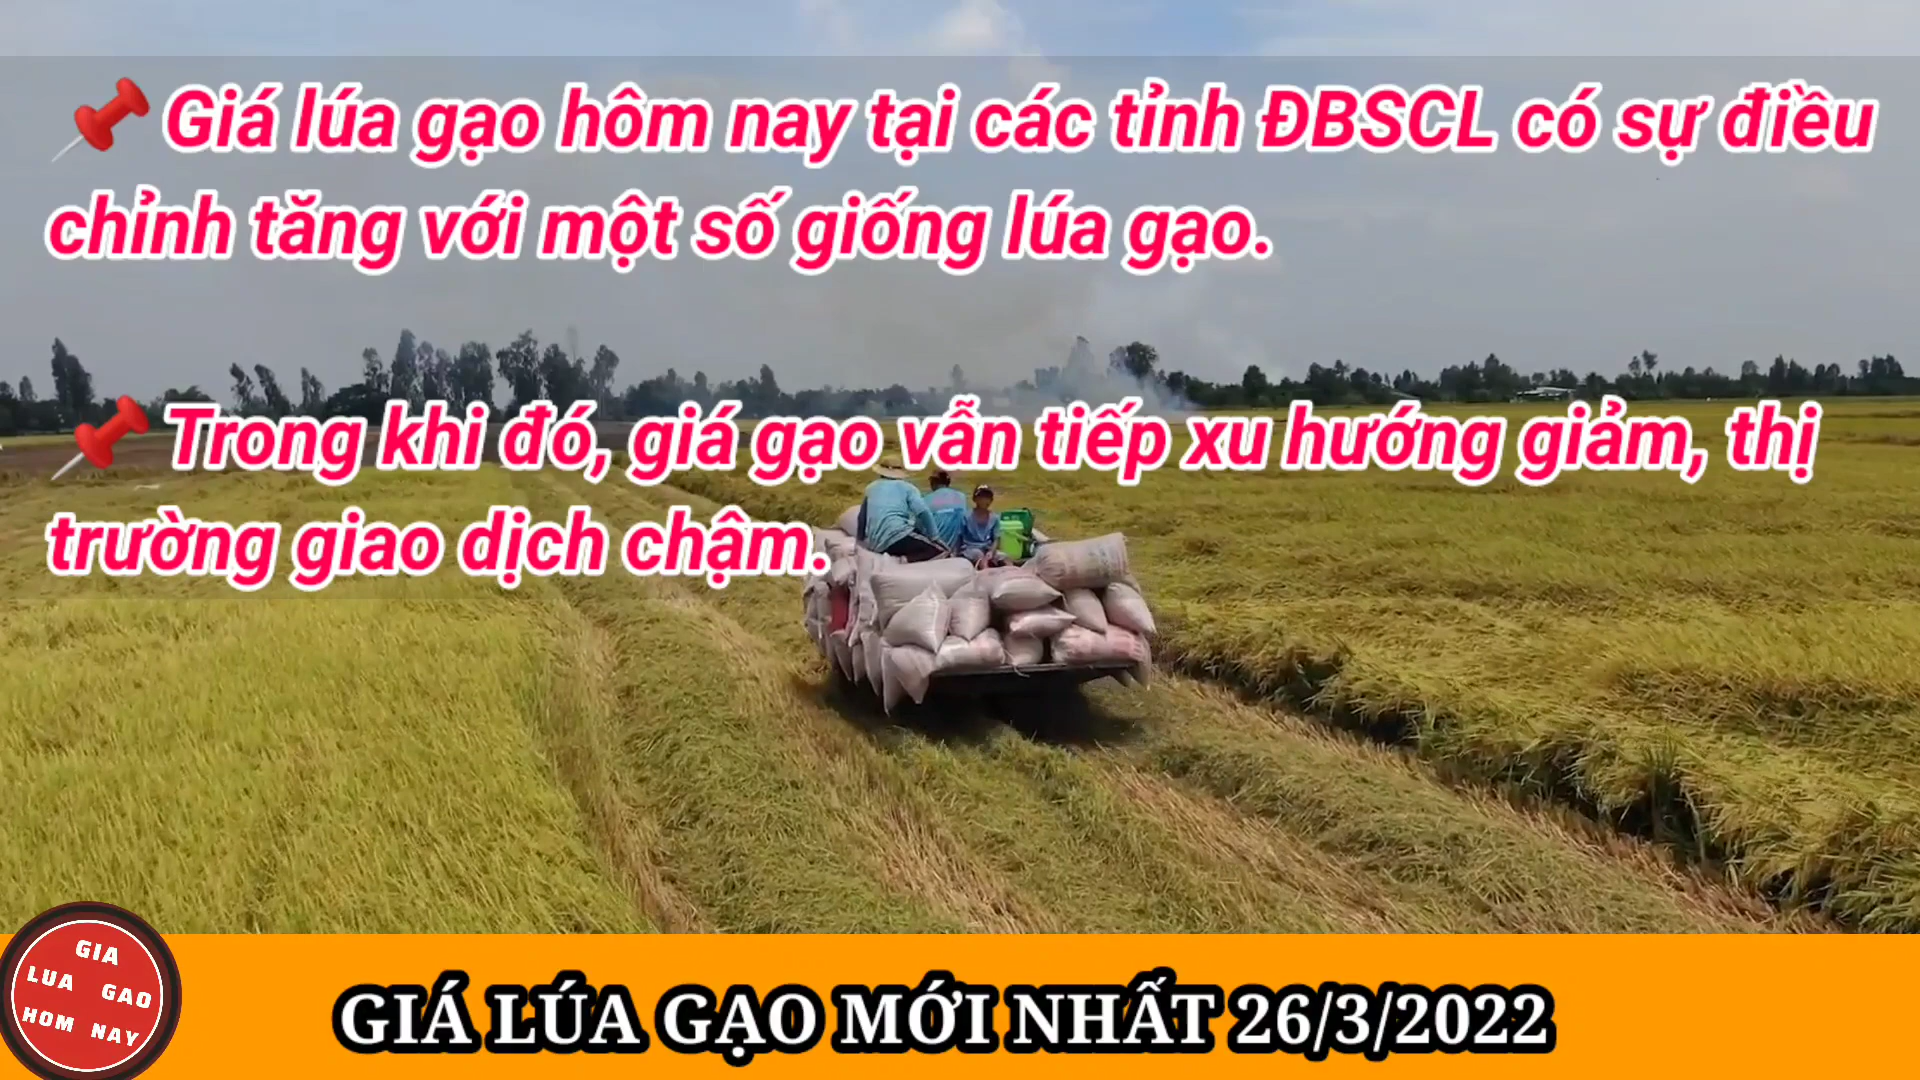 Giá lúa gạo hôm nay tại các tỉnh ĐBSCL có sự điều
chỉnh tăng với một số giống lúa gạo.
Trong khi đó, giá gạo vẫn tiếp xu hướng giảm, thị
trường giao dịch chậm.
GIA
LUA GAO
HOM NAY
GIÁ LÚA GẠO MỚI NHẤT 26/3/2022